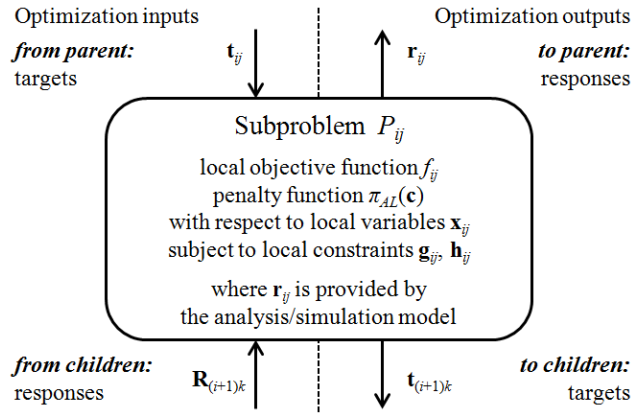 Optimization inputs
Optimization outputs
from parent:
targets
t_ij
r_ij
to parent:
responses
Subproblem P_ij
local objective function f_ij
penalty function π_AL(c)
with respect to local variables x_ij
subject to local constraints g_ij, h_ij
where r_ij is provided by
the analysis/simulation model
from children:
responses
R_(i+1)k
t_(i+1)k
to children:
targets